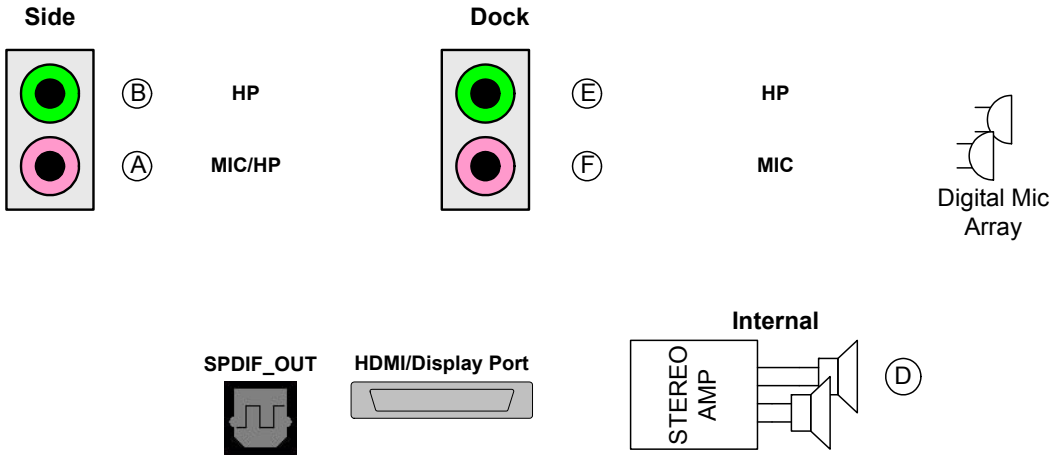 Side
Dock
B
HP
E
HP
A
MIC/HP
F
MIC
Digital Mic
Array
Internal
SPDIF_OUT
HDMI/Display Port
STEREO
AMP
D